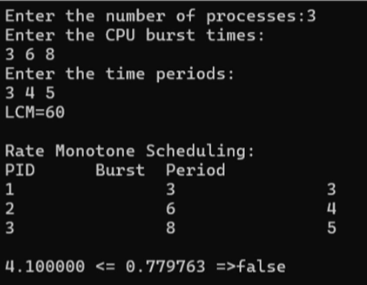 Enter the number of processes:3
Enter the CPU burst times:
3 6 8
Enter the time periods:
3 4 5
LCM=60
Rate Monotone Scheduling:
PID Burst Period
1 3 3
2 6 4
3 8 5
4.100000 <= 0.779763 =>false